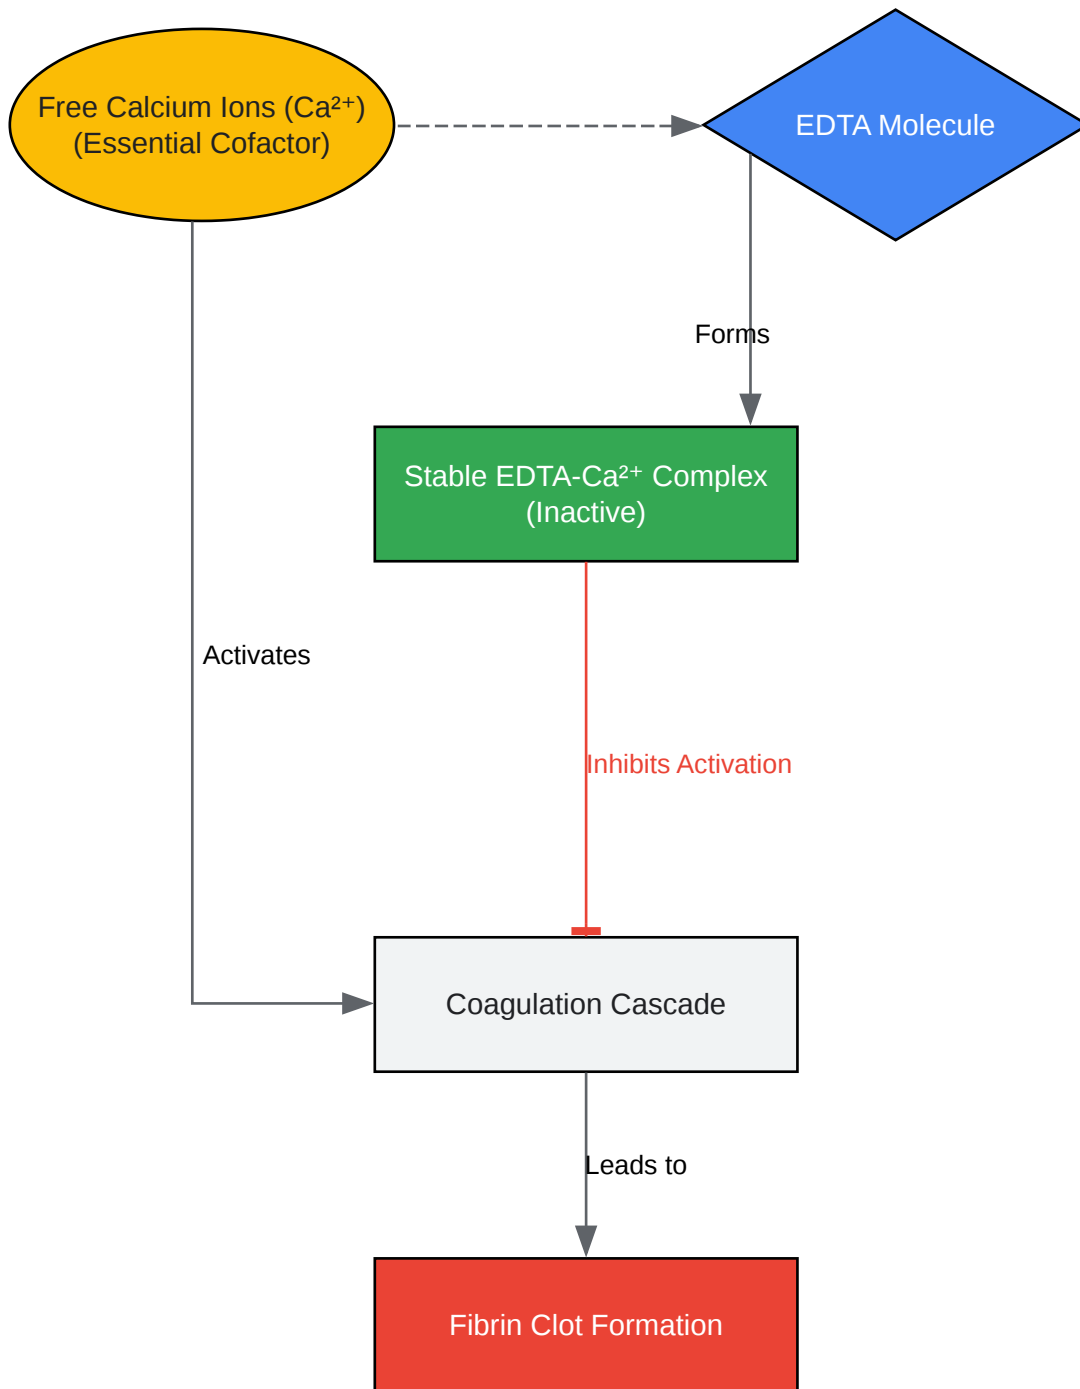 Free Calcium Ions (Ca²⁺)
(Essential Cofactor)
EDTA Molecule
Forms
Stable EDTA-Ca²⁺ Complex
(Inactive)
Activates
Inhibits Activation
Coagulation Cascade
Leads to
Fibrin Clot Formation